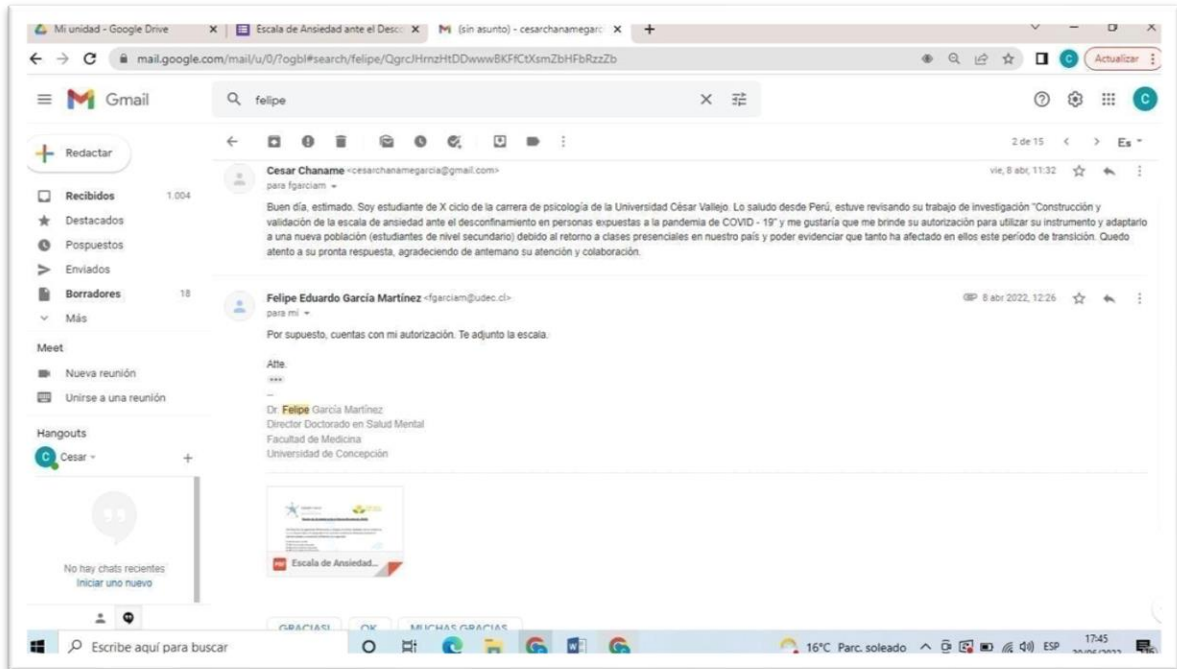 Mi unidad - Google Drive
Escala de Ansiedad ante el Desco
(sin asunto) - cesarchanamegarc
mail.google.com/mail/u/0/?ogbl#search/felipe/QgrcJHrnzHtDDwwwBKFfCtXsmZbHFbRzzZb
Actualizar
Gmail
felipe
Redactar
2 de 15
Es
Recibidos 1.004
Destacados
Pospuestos
Enviados
Borradores 18
Más
Meet
Nueva reunión
Unirse a una reunión
Hangouts
Cesar
No hay chats recientes
Iniciar uno nuevo
Cesar Chaname <cesarchanamegarcia@gmail.com> vie, 8 abr, 11:32
para fgarciam
Buen día, estimado. Soy estudiante de X ciclo de la carrera de psicología de la Universidad César Vallejo. Lo saludo desde Perú, estuve revisando su trabajo de investigación "Construcción y
validación de la escala de ansiedad ante el desconfinamiento en personas expuestas a la pandemia de COVID - 19" y me gustaría que me brinde su autorización para utilizar su instrumento y adaptarlo
a una nueva población (estudiantes de nivel secundario) debido al retorno a clases presenciales en nuestro país y poder evidenciar que tanto ha afectado en ellos este período de transición. Quedo
atento a su pronta respuesta, agradeciendo de antemano su atención y colaboración.
Felipe Eduardo García Martínez <fgarciam@udec.cl> 8 abr 2022, 12:26
para mí
Por supuesto, cuentas con mi autorización. Te adjunto la escala.
Atte.
--
Dr. Felipe García Martínez
Director Doctorado en Salud Mental
Facultad de Medicina
Universidad de Concepción
PDF Escala de Ansiedad...
GRACIAS!
OK
MUCHAS GRACIAS.
Escribe aquí para buscar
16°C Parc. soleado
ESP
17:45